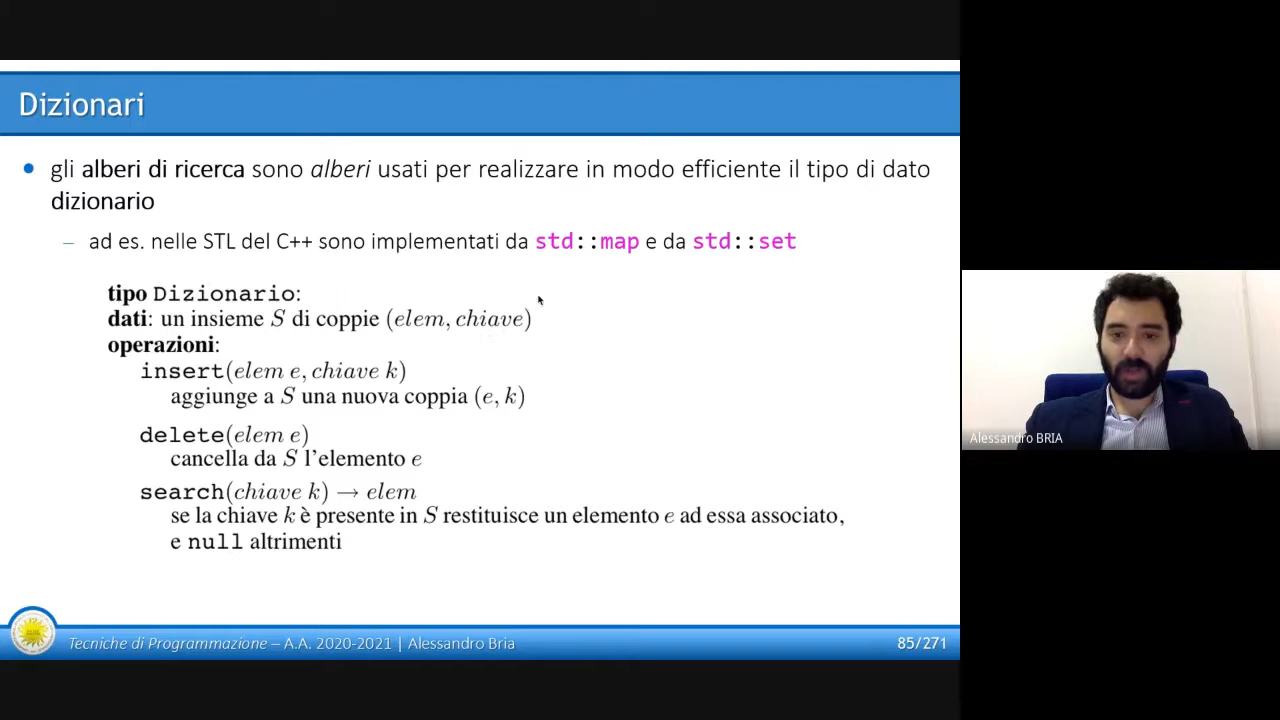 Dizionari
• gli alberi di ricerca sono alberi usati per realizzare in modo efficiente il tipo di dato
dizionario
– ad es. nelle STL del C++ sono implementati da std::map e da std::set
tipo Dizionario:
dati: un insieme S di coppie (elem, chiave)
operazioni:
insert(elem e, chiave k)
aggiunge a S una nuova coppia (e, k)
delete(elem e)
cancella da S l'elemento e
search(chiave k) → elem
se la chiave k è presente in S restituisce un elemento e ad essa associato,
e null altrimenti
Tecniche di Programmazione – A.A. 2020-2021 | Alessandro Bria
85/271
Alessandro BRIA